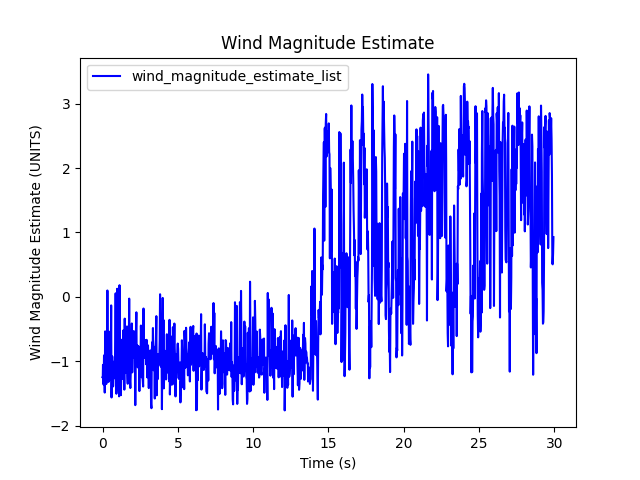 Wind Magnitude Estimate
wind_magnitude_estimate_list
Wind Magnitude Estimate (UNITS)
3
2
1
0
−1
−2
0 5 10 15 20 25 30
Time (s)